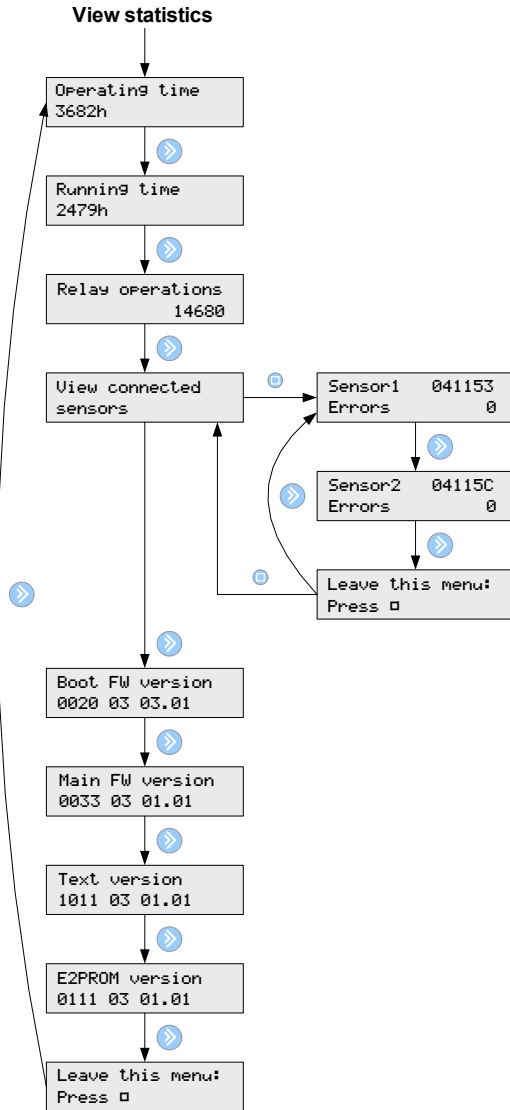 View statistics
Operating time
3682h
Running time
2479h
Relay operations
14680
View connected
sensors
Sensor1 041153
Errors 0
Sensor2 04115C
Errors 0
Leave this menu:
Press □
Boot FW version
0020 03 03.01
Main FW version
0033 03 01.01
Text version
1011 03 01.01
E2PROM version
0111 03 01.01
Leave this menu:
Press □